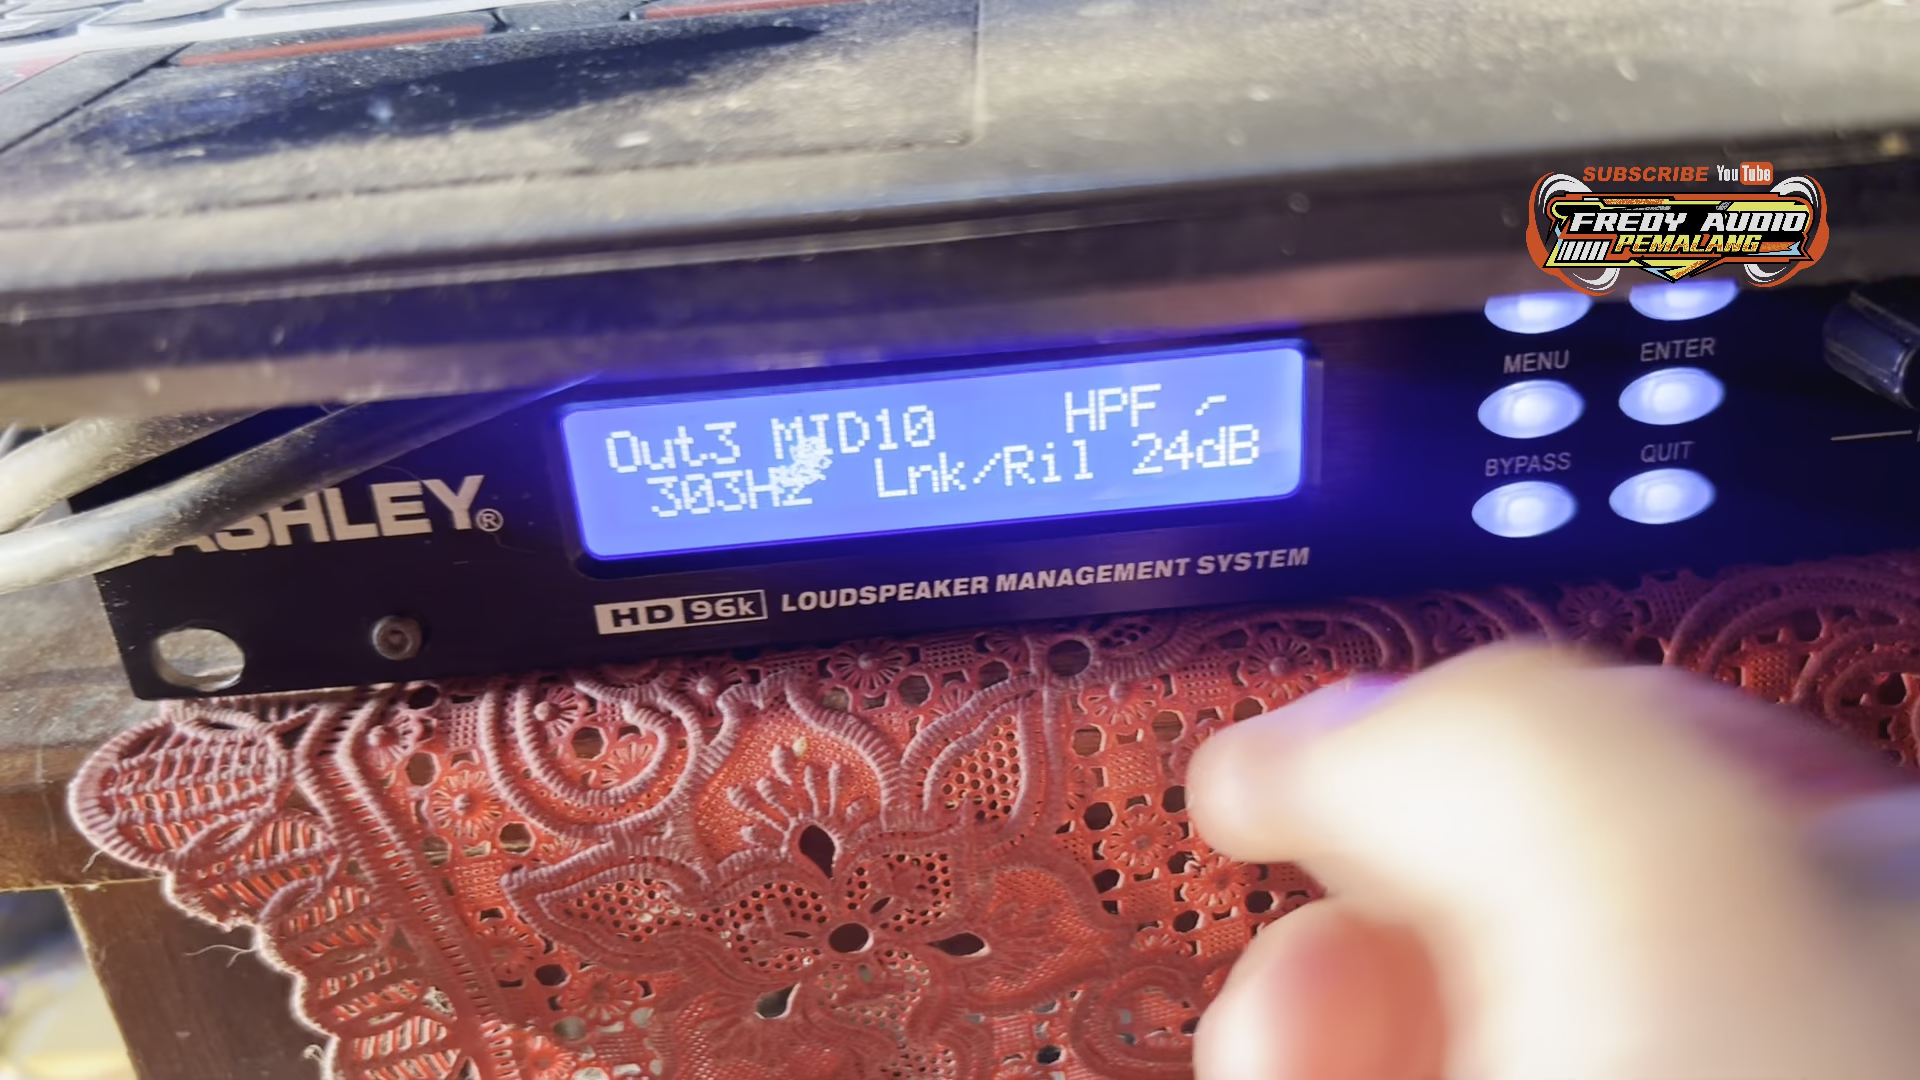 SUBSCRIBE YouTube
FREDY AUDIO
PEMALANG
MENU
ENTER
BYPASS
QUIT
Out3 MID10 HPF
303Hz Lnk/Ril 24dB
ASHLEY®
HD 96k LOUDSPEAKER MANAGEMENT SYSTEM